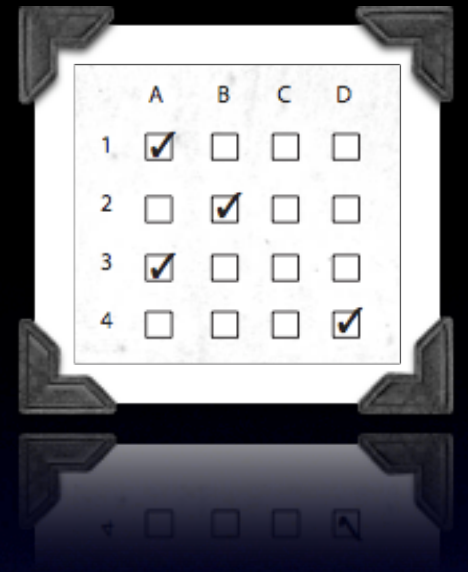 A B C D
1 ✓ ☐ ☐ ☐
2 ☐ ✓ ☐ ☐
3 ✓ ☐ ☐ ☐
4 ☐ ☐ ☐ ✓